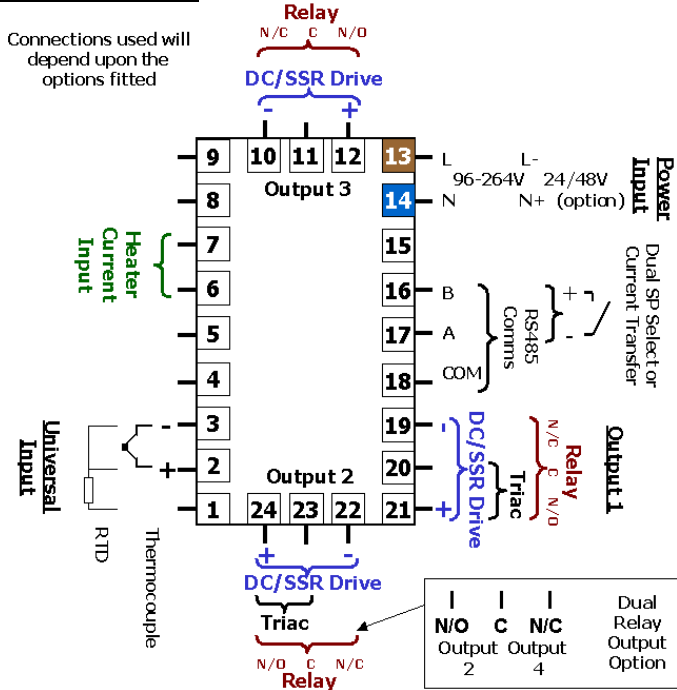 Connections used will
depend upon the
options fitted
Relay
N/C C N/O
DC/SSR Drive
- +
9 10 11 12 13
Output 3
L L-
96-264V 24/48V
N N+ (option)
Power
Input
8 14
7 15
Heater
Current
Input
6 16
B
5 17
A
4 18
COM
RS485
Comms
+
-
Dual SP Selector
Current Transfer
3 19
2 20
1 24 23 22 21
Output 2
Universal
Input
-
+
RTD
Thermocouple
-
+
DC/SSR Drive
Triac
N/C C N/O
Relay
Output 1
+ -
DC/SSR Drive
Triac
N/O C N/C
Relay
N/O C N/C
Output Output
2 4
Dual
Relay
Output
Option